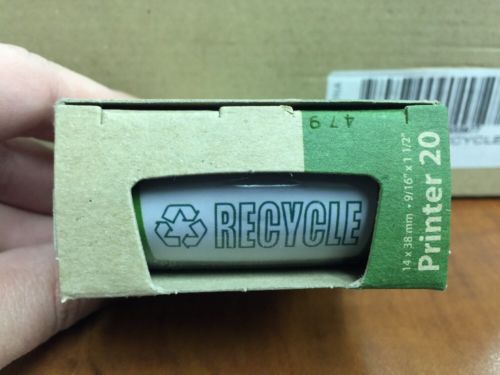 479
RECYCLE
14 x 38 mm • 9/16" x 1 1/2"
Printer 20